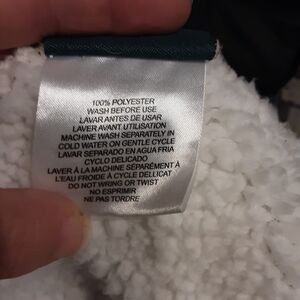 100% POLYESTER
WASH BEFORE USE
LAVAR ANTES DE USAR
LAVER AVANT UTILISATION
MACHINE WASH SEPARATELY IN
COLD WATER ON GENTLE CYCLE
LAVAR SEPARADO EN AGUA FRIA
CYCLO DELICADO
LAVER À LA MACHINE SÉPARÉMENT À
L'EAU FROIDE À CYCLE DELLICAT
DO NOT WRING OR TWIST
NO ESPRIMER
NE PAS TORDRE